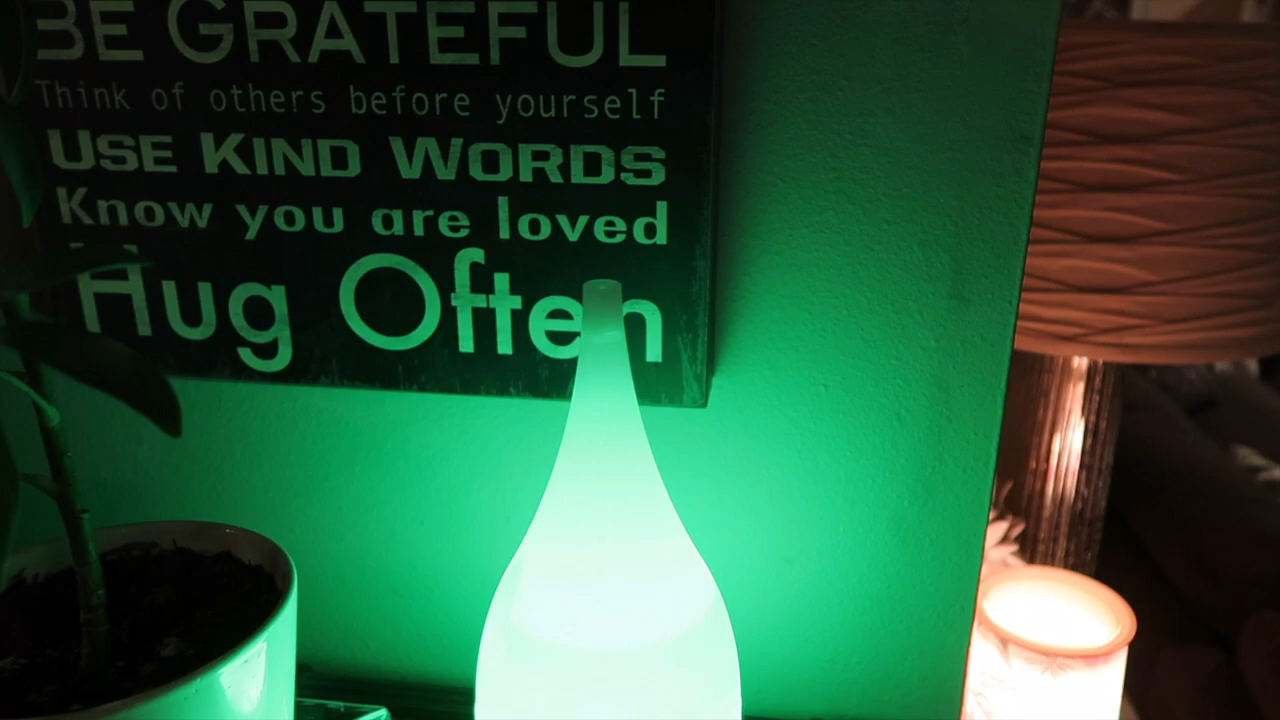 BE GRATEFUL
Think of others before yourself
USE KIND WORDS
Know you are loved
Hug Often